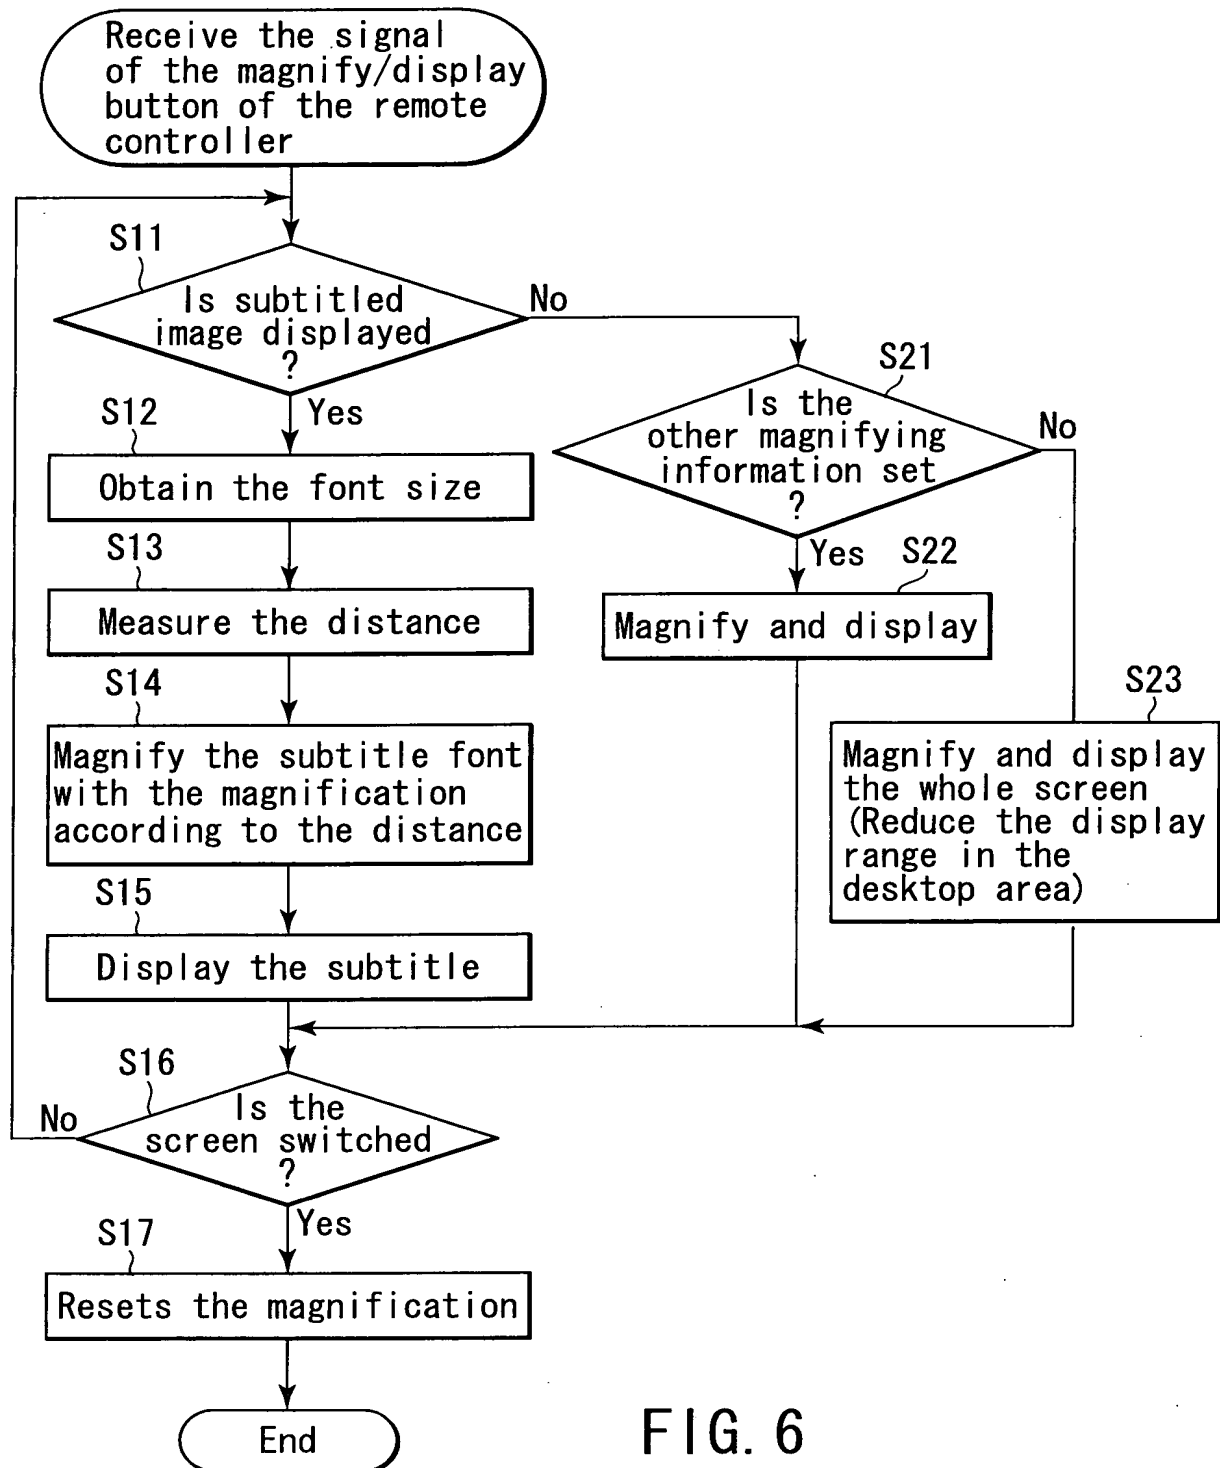 Receive the signal
of the magnify/display
button of the remote
controller
S11
Is subtitled
image displayed
?
No
Yes
S12
Obtain the font size
S13
Measure the distance
S14
Magnify the subtitle font
with the magnification
according to the distance
S15
Display the subtitle
S21
Is the
other magnifying
information set
?
No
Yes
S22
Magnify and display
S23
Magnify and display
the whole screen
(Reduce the display
range in the
desktop area)
S16
Is the
screen switched
?
No
Yes
S17
Resets the magnification
End
FIG. 6